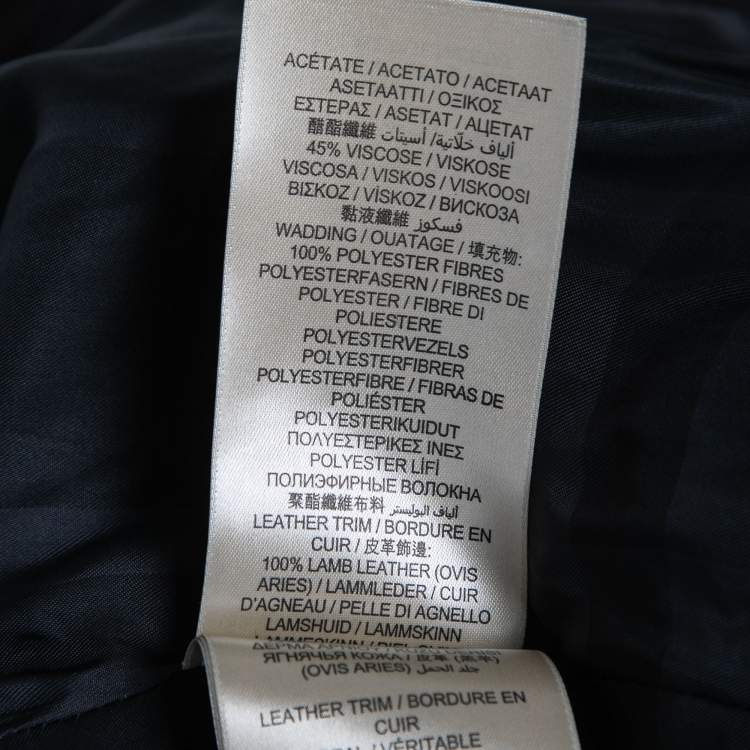 ACÉTATE / ACETATO / ACETAAT
ASETAATTI / ΟΞΙΚΟΣ
ΕΣΤΕΡΑΣ / ASETAT / АЦЕТАТ
醋酯纖維 ألياف خلّاتية/ أسيتات
45% VISCOSE / VISKOSE
VISCOSA / VISKOS / VISKOOSI
ΒΙΣΚΟΖ / VİSKOZ / ВИСКОЗА
黏液纖維 فسكوز
WADDING / OUATAGE / 填充物:
100% POLYESTER FIBRES
POLYESTERFASERN / FIBRES DE
POLYESTER / FIBRE DI
POLIESTERE
POLYESTERVEZELS
POLYESTERFIBRER
POLYESTERFIBRE / FIBRAS DE
POLIÉSTER
POLYESTERIKUIDUT
ΠΟΛΥΕΣΤΕΡΙΚΕΣ ΙΝΕΣ
POLYESTER LİFİ
ПОЛИЭФИРНЫЕ ВОЛОКНА
聚酯纖維布料 ألياف البوليستر
LEATHER TRIM / BORDURE EN
CUIR / 皮革飾邊:
100% LAMB LEATHER (OVIS
ARIES) / LAMMLEDER / CUIR
D'AGNEAU / PELLE DI AGNELLO
LAMSHUID / LAMMSKINN
ЯГНЯЧЬЯ КОЖА / 皮革 (羔羊)
(OVIS ARIES) جلد الحمل
LEATHER TRIM / BORDURE EN
CUIR
/ VÉRITABLE